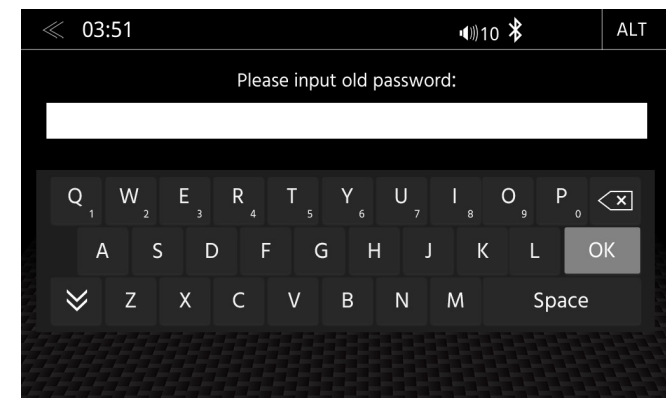 03:51 10 ALT
Please input old password:
Q 1 W 2 E 3 R 4 T 5 Y 6 U 7 I 8 O 9 P 0
A S D F G H J K L OK
Z X C V B N M Space